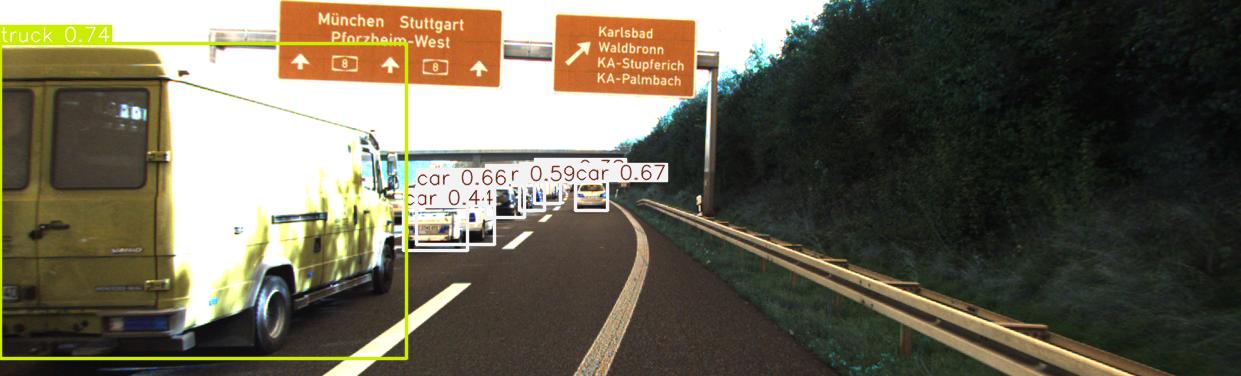 truck 0.74
München Stuttgart
Pforzheim-West
8 8
Karlsbad
Waldbronn
KA-Stupferich
KA-Palmbach
car 0.66
r 0.59
car 0.67
car 0.44